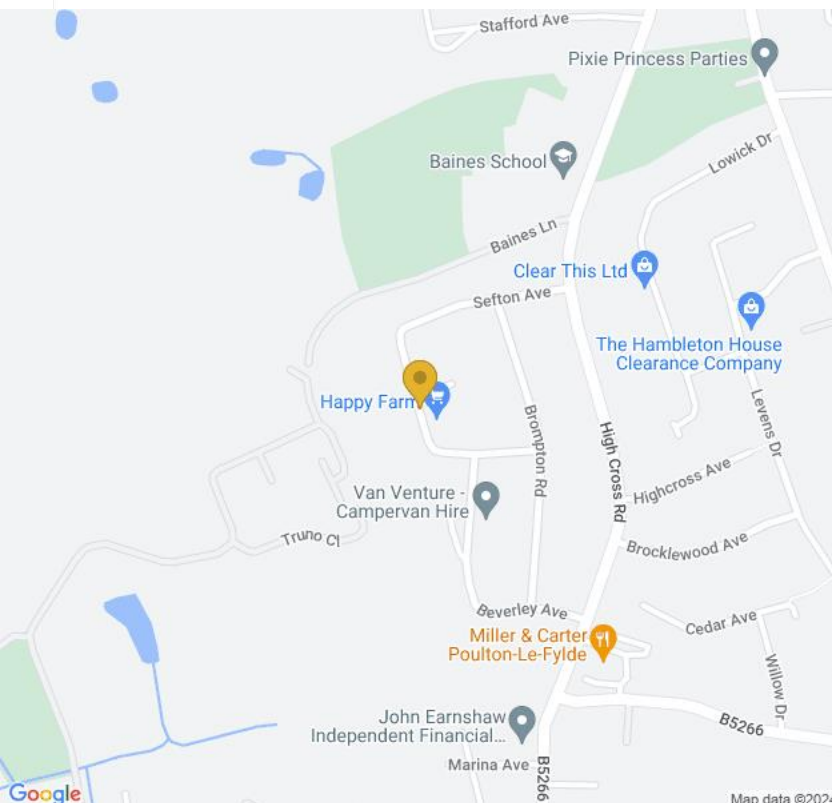 Stafford Ave
Pixie Princess Parties
Lowick Dr
Baines School
Baines Ln
Clear This Ltd
Sefton Ave
The Hambleton House
Clearance Company
Happy Farm
Levens Dr
Brompton Rd
High Cross Rd
Highcross Ave
Van Venture -
Campervan Hire
Truno Cl
Brocklewood Ave
Beverley Ave
Cedar Ave
Miller & Carter
Poulton-Le-Fylde
Willow Dr
John Earnshaw
Independent Financial...
B5266
Marina Ave
B5266
Google
Map data ©202